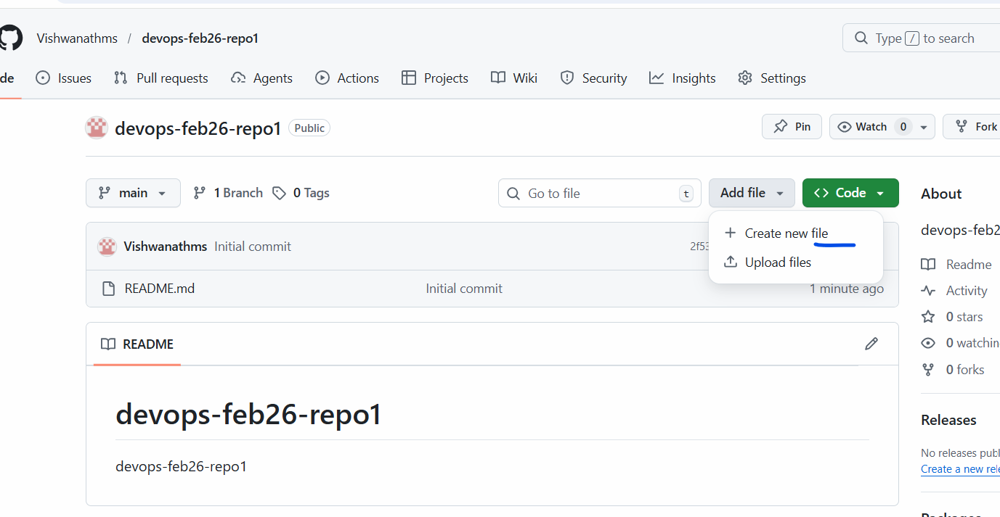 Vishwanathms / devops-feb26-repo1
Type / to search
de Issues Pull requests Agents Actions Projects Wiki Security Insights Settings
devops-feb26-repo1 Public
Pin Watch 0 Fork
main 1 Branch 0 Tags Go to file t Add file Code
Create new file
Upload files
Vishwanathms Initial commit 2f53
README.md Initial commit 1 minute ago
README
devops-feb26-repo1
devops-feb26-repo1
About
devops-feb2
Readme
Activity
0 stars
0 watchin
0 forks
Releases
No releases publ
Create a new rele